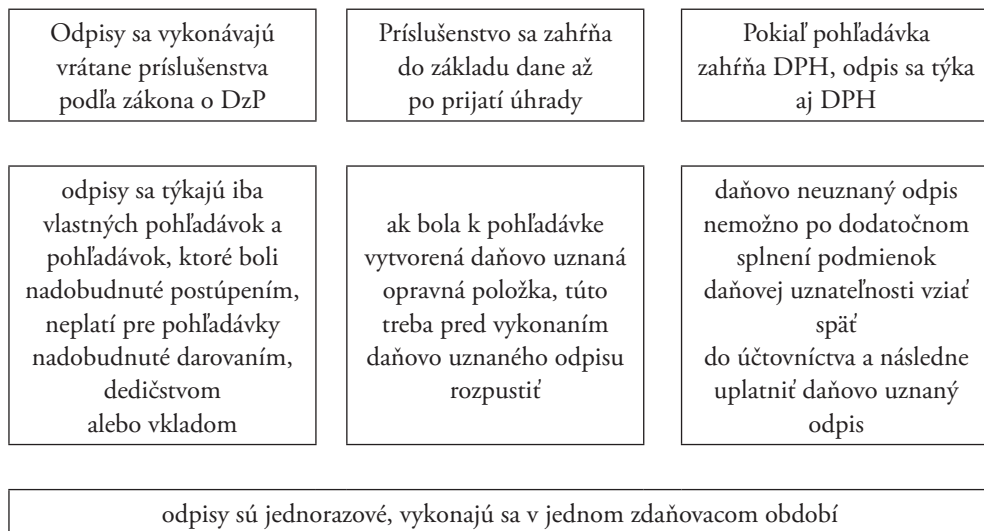 Odpisy sa vykonávajú
vrátane príslušenstva
podľa zákona o DzP
Príslušenstvo sa zahŕňa
do základu dane až
po prijatí úhrady
Pokiaľ pohľadávka
zahŕňa DPH, odpis sa týka
aj DPH
odpisy sa týkajú iba
vlastných pohľadávok a
pohľadávok, ktoré boli
nadobudnuté postúpením,
neplatí pre pohľadávky
nadobudnuté darovaním,
dedičstvom
alebo vkladom
ak bola k pohľadávke
vytvorená daňovo uznaná
opravná položka, túto
treba pred vykonaním
daňovo uznaného odpisu
rozpustiť
daňovo neuznaný odpis
nemožno po dodatočnom
splnení podmienok
daňovej uznateľnosti vziať
späť
do účtovníctva a následne
uplatniť daňovo uznaný
odpis
odpisy sú jednorazové, vykonajú sa v jednom zdaňovacom období